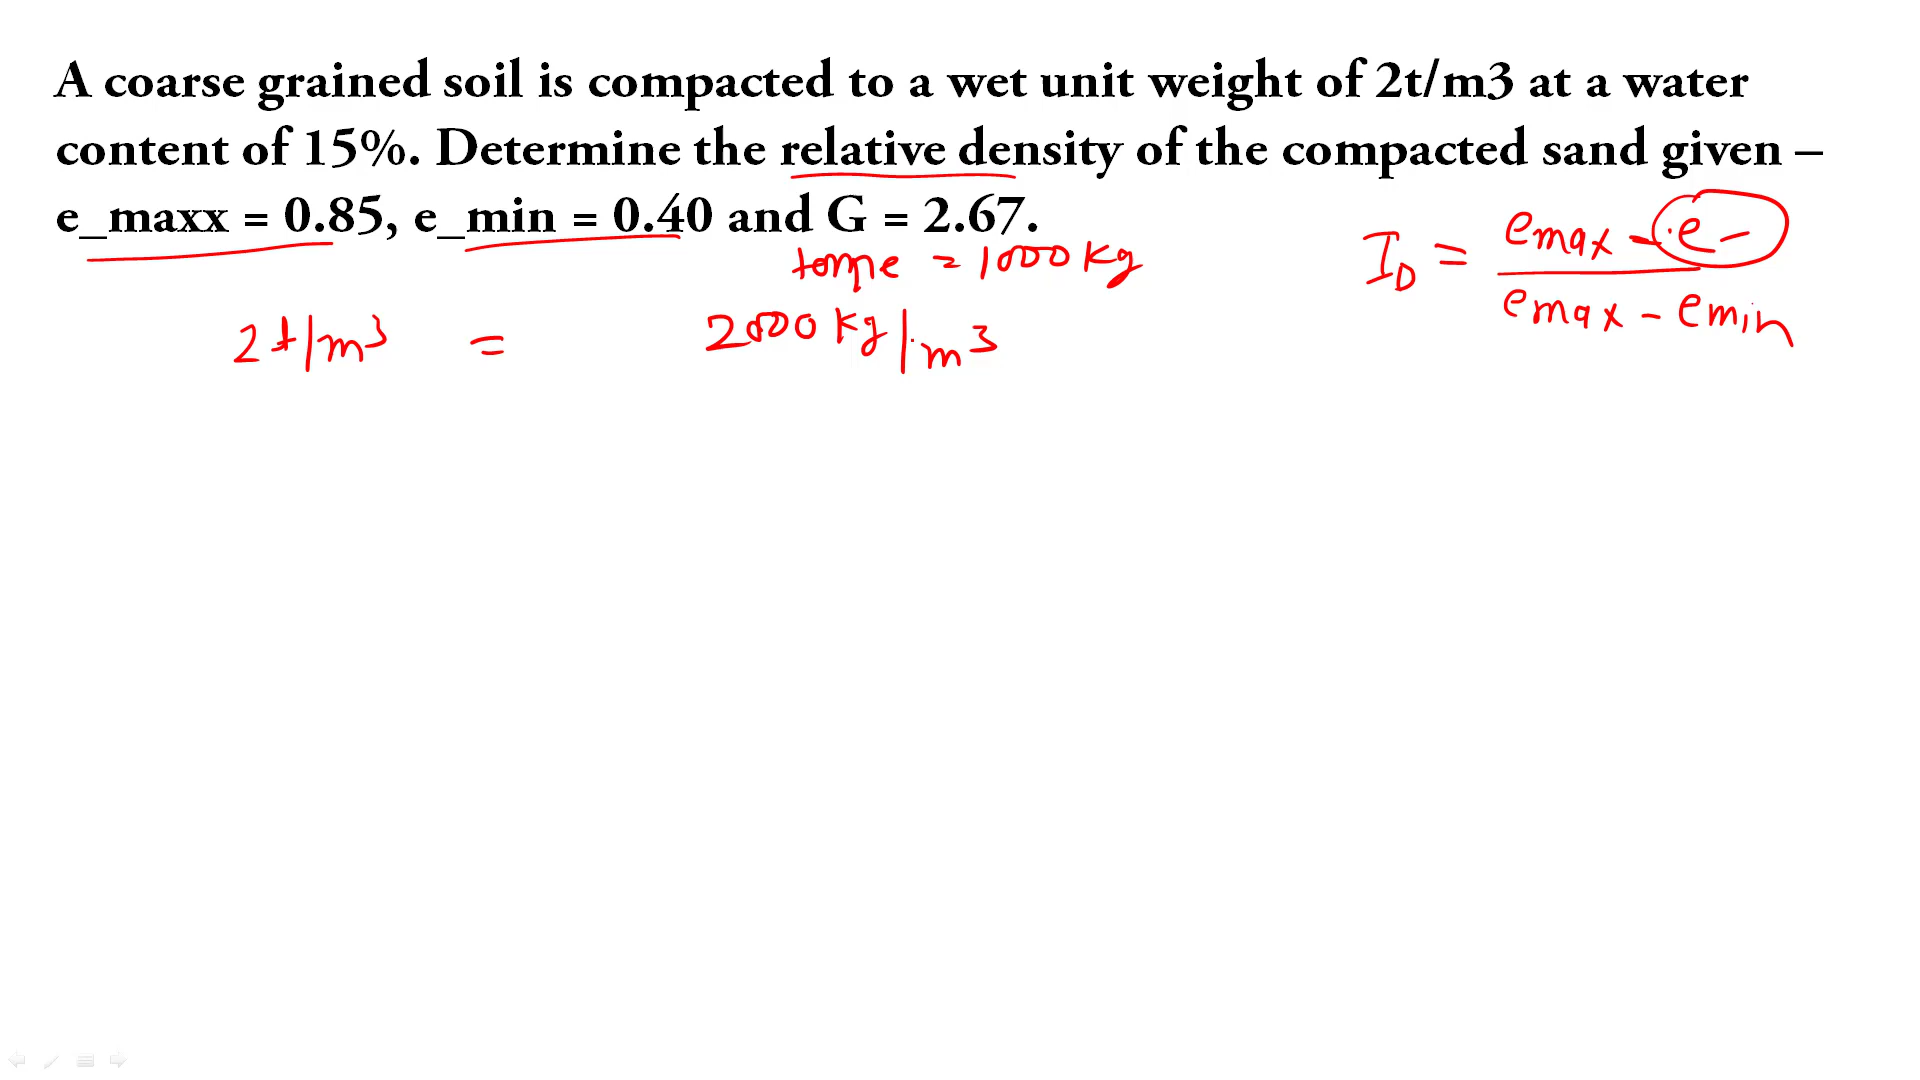 A coarse grained soil is compacted to a wet unit weight of 2t/m3 at a water
content of 15%. Determine the relative density of the compacted sand given –
e_maxx = 0.85, e_min = 0.40 and G = 2.67.
tonne = 1000 kg
I_D = (e_max - e) / (e_max - e_min)
2t/m³ = 2000 kg/m³